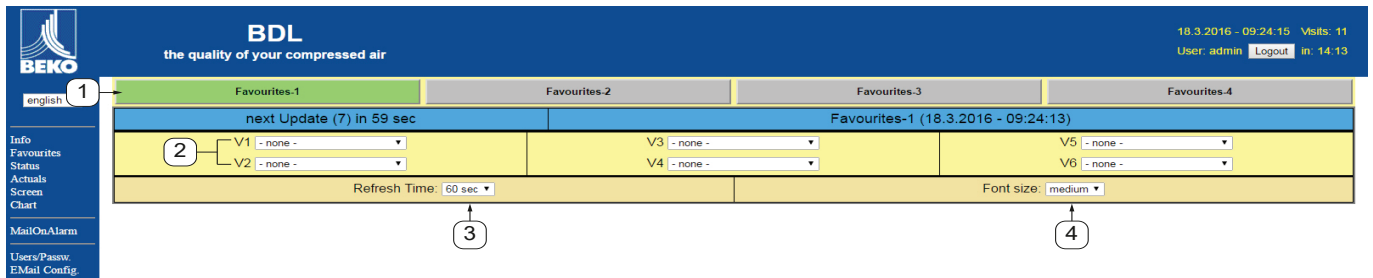 BEKO
BDL
the quality of your compressed air
18.3.2016 - 09:24:15 Visits: 11
User: admin Logout in: 14:13
english
1
Favourites-1 Favourites-2 Favourites-3 Favourites-4
next Update (7) in 59 sec Favourites-1 (18.3.2016 - 09:24:13)
2
V1 - none - V3 - none - V5 - none -
V2 - none - V4 - none - V6 - none -
Refresh Time: 60 sec Font size: medium
3 4
Info
Favourites
Status
Actuals
Screen
Chart
MailOnAlarm
Users/Passw.
EMail Config.